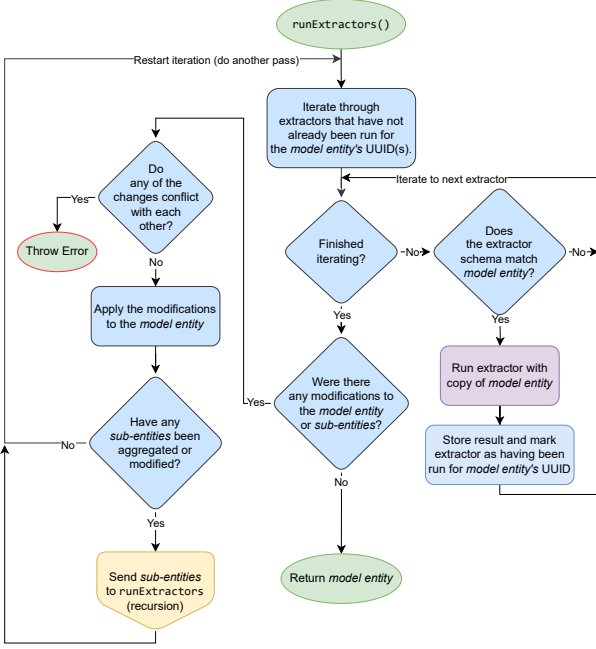 runExtractors()
Restart iteration (do another pass)
Iterate through
extractors that have not
already been run for
the model entity's UUID(s).
Iterate to next extractor
Do
any of the
changes conflict
with each
other?
Yes
Throw Error
No
Finished
iterating?
No
Does
the extractor
schema match
model entity?
No
Yes
Yes
Apply the modifications
to the model entity
Run extractor with
copy of model entity
Were there
any modifications to
the model entity
or sub-entities?
Yes
No
Have any
sub-entities been
aggregated or
modified?
No
Yes
Store result and mark
extractor as having been
run for model entity's UUID
Send sub-entities
to runExtractors
(recursion)
Return model entity